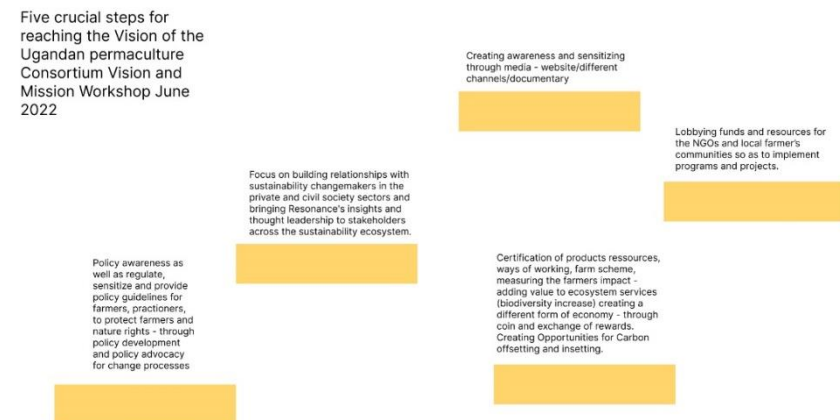 Five crucial steps for
reaching the Vision of the
Ugandan permaculture
Consortium Vision and
Mission Workshop June
2022
Policy awareness as
well as regulate,
sensitize and provide
policy guidelines for
farmers, practioners,
to protect farmers and
nature rights - through
policy development
and policy advocacy
for change processes
Focus on building relationships with
sustainability changemakers in the
private and civil society sectors and
bringing Resonance's insights and
thought leadership to stakeholders
across the sustainability ecosystem.
Creating awareness and sensitizing
through media - website/different
channels/documentary
Lobbying funds and resources for
the NGOs and local farmer's
communities so as to implement
programs and projects.
Certification of products ressources,
ways of working, farm scheme,
measuring the farmers impact -
adding value to ecosystem services
(biodiversity increase) creating a
different form of economy - through
coin and exchange of rewards.
Creating Opportunities for Carbon
offsetting and insetting.